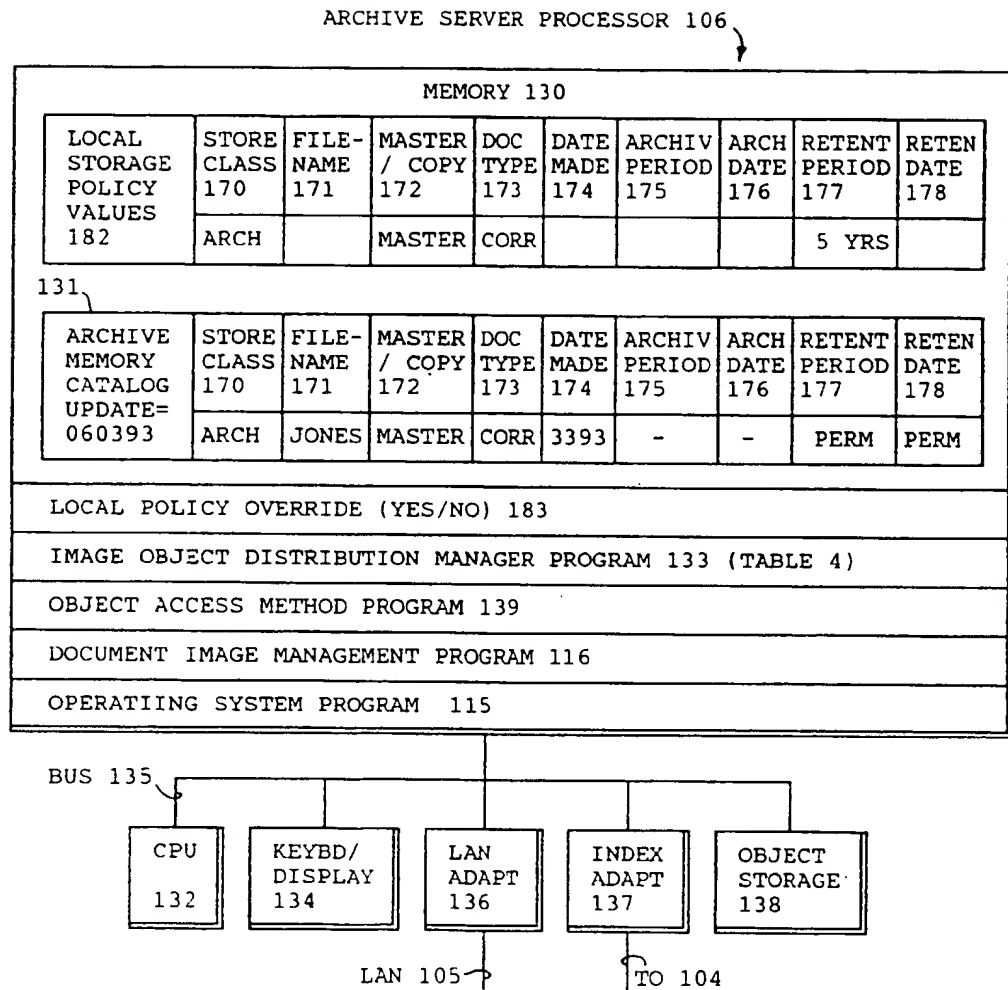 ARCHIVE SERVER PROCESSOR 106
MEMORY 130
LOCAL STORAGE POLICY VALUES 182
STORE CLASS 170
FILE-NAME 171
MASTER / COPY 172
DOC TYPE 173
DATE MADE 174
ARCHIV PERIOD 175
ARCH DATE 176
RETENT PERIOD 177
RETEN DATE 178
ARCH MASTER CORR 5 YRS
131
ARCHIVE MEMORY CATALOG UPDATE= 060393
STORE CLASS 170
FILE-NAME 171
MASTER / COPY 172
DOC TYPE 173
DATE MADE 174
ARCHIV PERIOD 175
ARCH DATE 176
RETENT PERIOD 177
RETEN DATE 178
ARCH JONES MASTER CORR 3393 - - PERM PERM
LOCAL POLICY OVERRIDE (YES/NO) 183
IMAGE OBJECT DISTRIBUTION MANAGER PROGRAM 133 (TABLE 4)
OBJECT ACCESS METHOD PROGRAM 139
DOCUMENT IMAGE MANAGEMENT PROGRAM 116
OPERATIING SYSTEM PROGRAM 115
BUS 135
CPU 132
KEYBD/ DISPLAY 134
LAN ADAPT 136
INDEX ADAPT 137
OBJECT STORAGE 138
LAN 105
TO 104